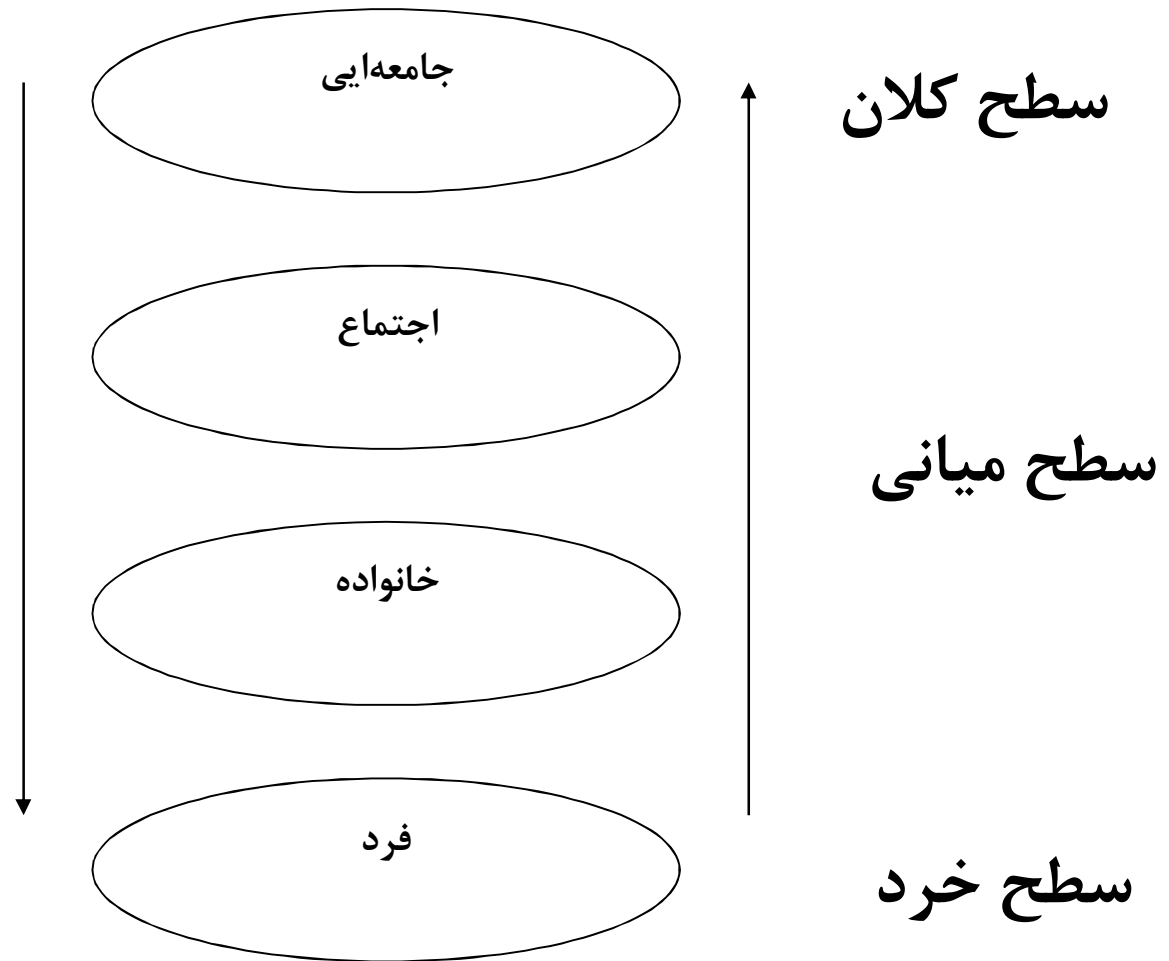 جامعه‌ایی
سطح کلان
اجتماع
سطح میانی
خانواده
فرد
سطح خرد